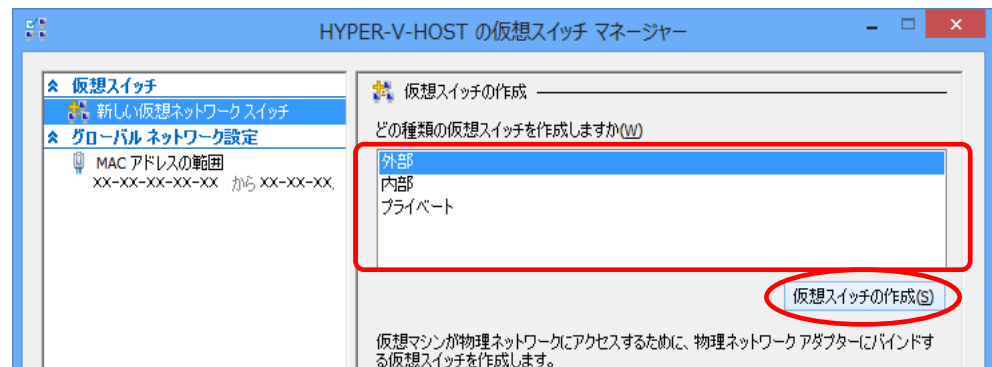 HYPER-V-HOST の仮想スイッチ マネージャー
仮想スイッチ
新しい仮想ネットワーク スイッチ
グローバル ネットワーク設定
MAC アドレスの範囲
XX-XX-XX-XX-XX から XX-XX-XX,
仮想スイッチの作成
どの種類の仮想スイッチを作成しますか(W)
外部
内部
プライベート
仮想スイッチの作成(S)
仮想マシンが物理ネットワークにアクセスするために、物理ネットワーク アダプターにバインドす
る仮想スイッチを作成します。